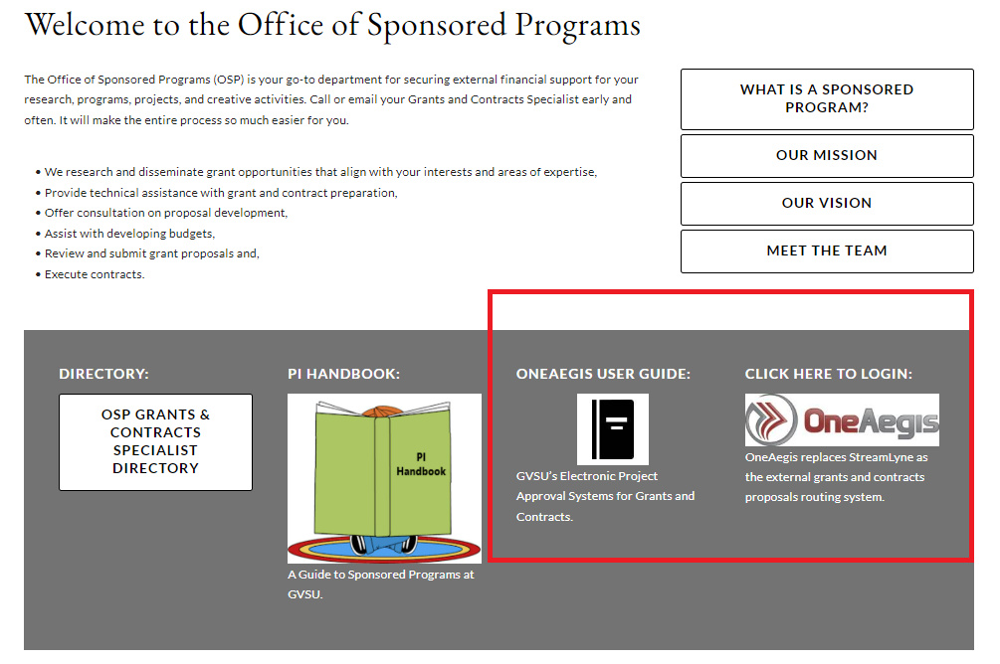 Welcome to the Office of Sponsored Programs
The Office of Sponsored Programs (OSP) is your go-to department for securing external financial support for your
research, programs, projects, and creative activities. Call or email your Grants and Contracts Specialist early and
often. It will make the entire process so much easier for you.
• We research and disseminate grant opportunities that align with your interests and areas of expertise,
• Provide technical assistance with grant and contract preparation,
• Offer consultation on proposal development,
• Assist with developing budgets,
• Review and submit grant proposals and,
• Execute contracts.
WHAT IS A SPONSORED
PROGRAM?
OUR MISSION
OUR VISION
MEET THE TEAM
DIRECTORY:
OSP GRANTS &
CONTRACTS
SPECIALIST
DIRECTORY
PI HANDBOOK:
PI
Handbook
A Guide to Sponsored Programs at
GVSU.
ONEAEGIS USER GUIDE:
GVSU's Electronic Project
Approval Systems for Grants and
Contracts.
CLICK HERE TO LOGIN:
OneAegis
OneAegis replaces StreamLyne as
the external grants and contracts
proposals routing system.